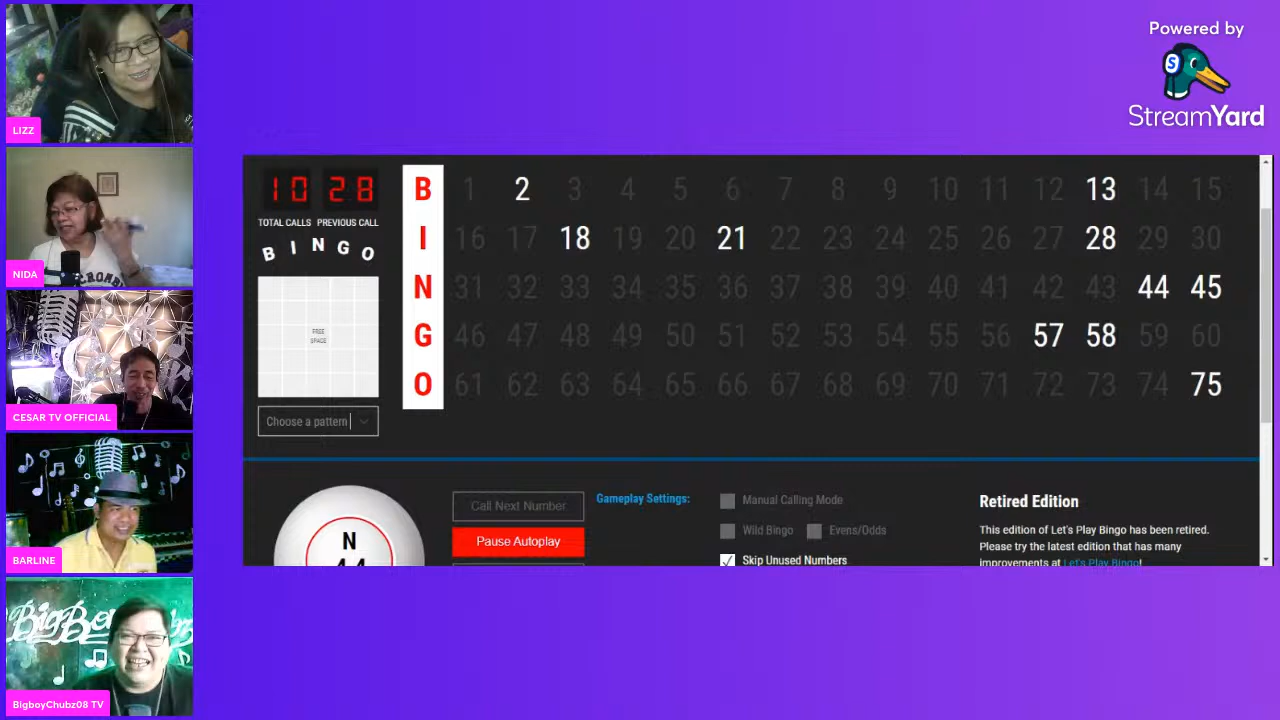 LIZZ
NIDA
CESAR TV OFFICIAL
BARLINE
BigboyChubz08 TV
Powered by
StreamYard
10 28
TOTAL CALLS PREVIOUS CALL
B I N G O
FREE
SPACE
Choose a pattern
B 1 2 3 4 5 6 7 8 9 10 11 12 13 14 15
I 16 17 18 19 20 21 22 23 24 25 26 27 28 29 30
N 31 32 33 34 35 36 37 38 39 40 41 42 43 44 45
G 46 47 48 49 50 51 52 53 54 55 56 57 58 59 60
O 61 62 63 64 65 66 67 68 69 70 71 72 73 74 75
N
44
Call Next Number
Pause Autoplay
Gameplay Settings:
Manual Calling Mode
Wild Bingo Evens/Odds
Skip Unused Numbers
Retired Edition
This edition of Let's Play Bingo has been retired.
Please try the latest edition that has many
improvements at Let's Play Bingo!